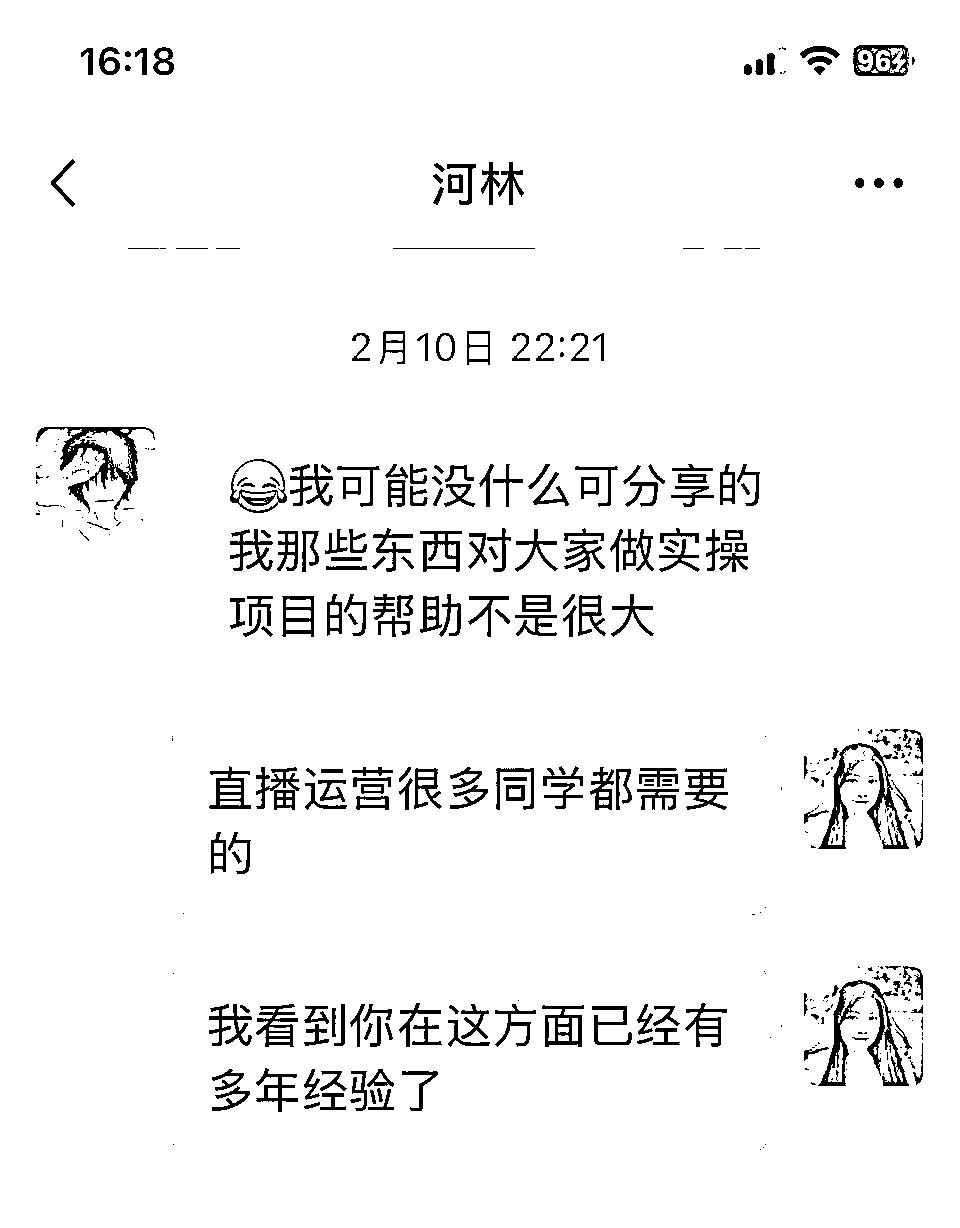 16:18
96
河林
2月10日 22:21
😂我可能没什么可分享的
我那些东西对大家做实操
项目的帮助不是很大
直播运营很多同学都需要
的
我看到你在这方面已经有
多年经验了